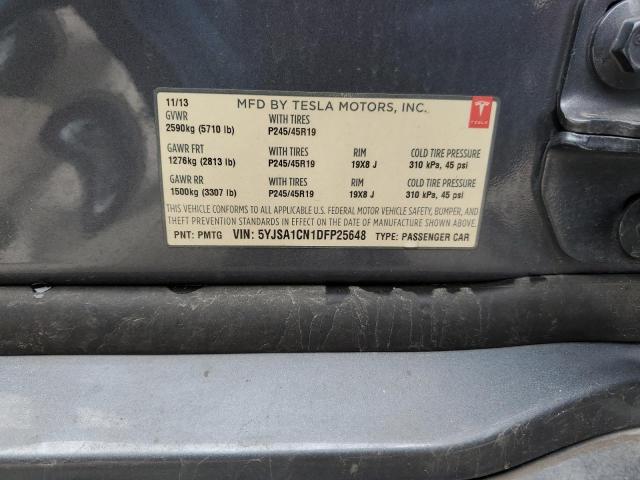 11/13 MFD BY TESLA MOTORS, INC. TESLA
GVWR WITH TIRES
2590kg (5710 lb) P245/45R19
GAWR FRT WITH TIRES RIM COLD TIRE PRESSURE
1276kg (2813 lb) P245/45R19 19X8 J 310 kPa, 45 psi
GAWR RR WITH TIRES RIM COLD TIRE PRESSURE
1500kg (3307 lb) P245/45R19 19X8 J 310 kPa, 45 psi
THIS VEHICLE CONFORMS TO ALL APPLICABLE U.S. FEDERAL MOTOR VEHICLE SAFETY, BUMPER, AND
THEFT PREVENTION STANDARDS IN EFFECT ON THE DATE OF MANUFACTURE SHOWN ABOVE.
PNT: PMTG VIN: 5YJSA1CN1DFP25648 TYPE: PASSENGER CAR